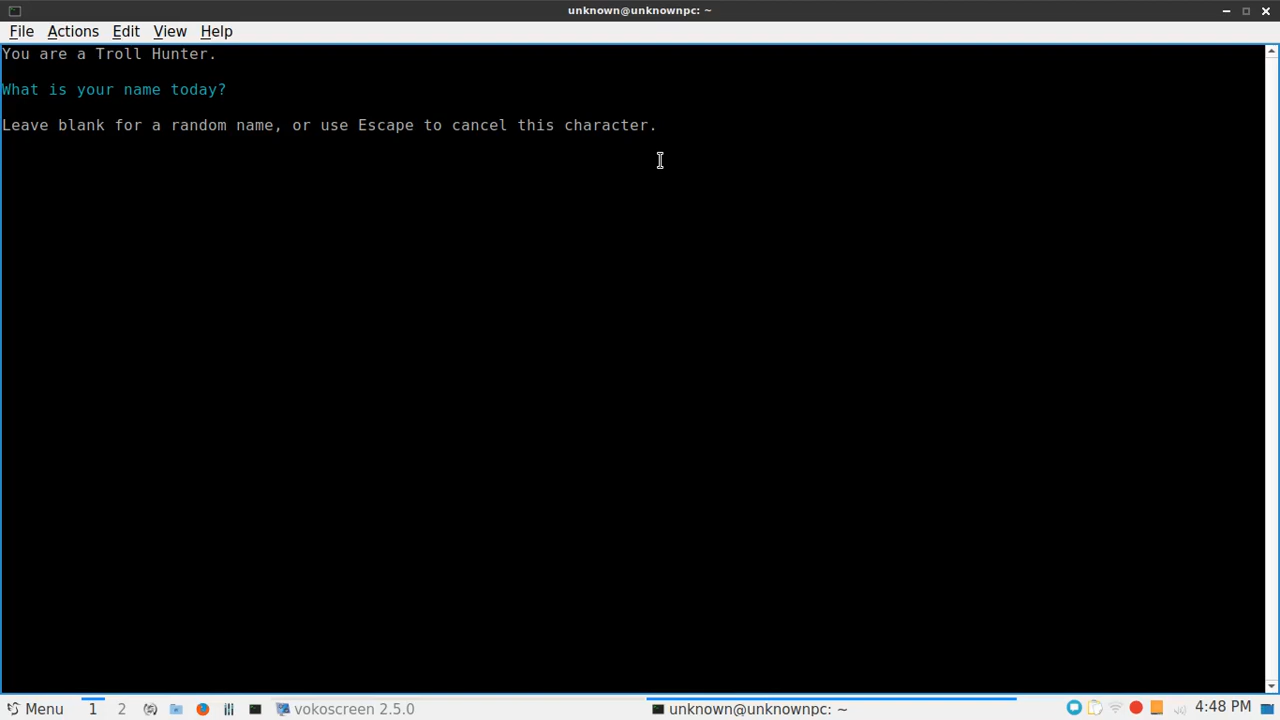 unknown@unknownpc: ~
File Actions Edit View Help
You are a Troll Hunter.
What is your name today?
Leave blank for a random name, or use Escape to cancel this character.
Menu 1 2 vokoscreen 2.5.0 unknown@unknownpc: ~ 4:48 PM